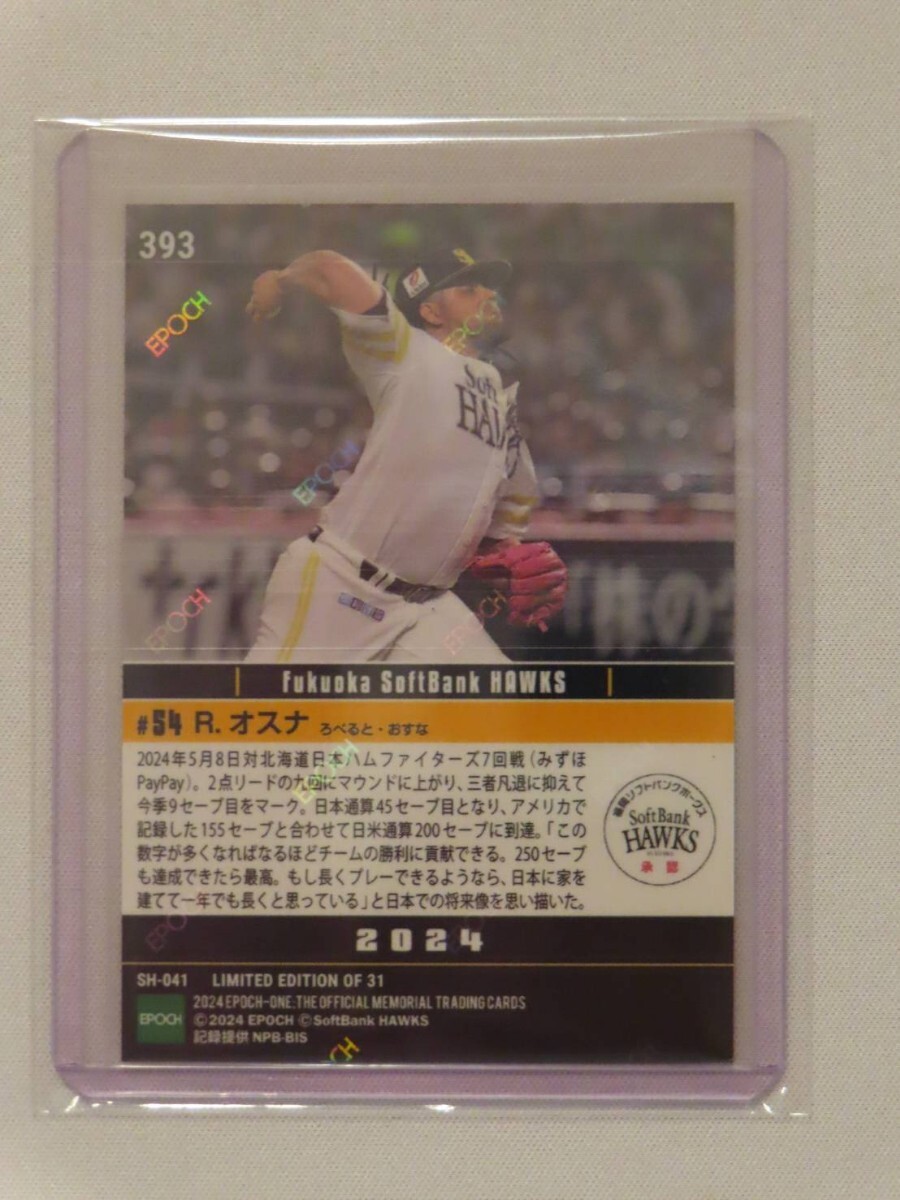 393
EPOCH
EPOCH
EPOCH
Soft
HAW
EPOCH
EPOCH
株の
Fukuoka SoftBank HAWKS
#54 R. オスナ ろべると・おすな
2024年5月8日対北海道日本ハムファイターズ7回戦(みずほ
PayPay)。2点リードの九回にマウンドに上がり、三者凡退に抑えて
今季9セーブ目をマーク。日本通算45セーブ目となり、アメリカで
記録した155セーブと合わせて日米通算200セーブに到達。「この
数字が多くなればなるほどチームの勝利に貢献できる。250セーブ
も達成できたら最高。もし長くプレーできるようなら、日本に家を
建てて一年でも長くと思っている」と日本での将来像を思い描いた。
福岡ソフトバンクホークス
SoftBank
HAWKS
承認
2024
SH-041 LIMITED EDITION OF 31
2024 EPOCH-ONE:THE OFFICIAL MEMORIAL TRADING CARDS
EPOCH
©2024 EPOCH ©SoftBank HAWKS
記録提供 NPB-BIS